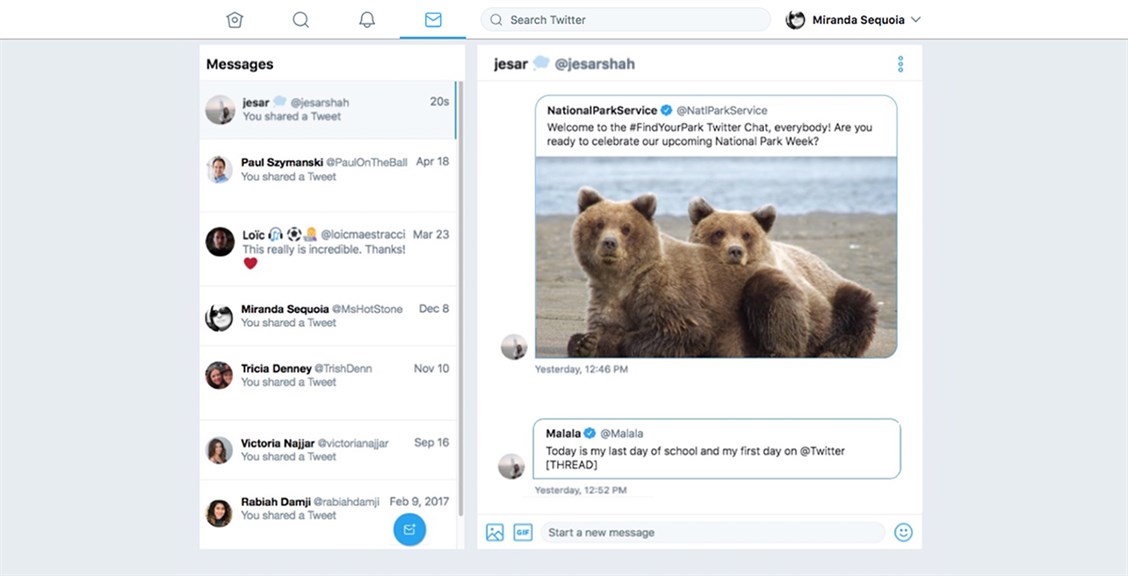 Search Twitter
Miranda Sequoia
Messages
jesar @jesarshah 20s
You shared a Tweet
Paul Szymanski @PaulOnTheBall Apr 18
You shared a Tweet
Loïc @loicmaestracci Mar 23
This really is incredible. Thanks!
Miranda Sequoia @MsHotStone Dec 8
You shared a Tweet
Tricia Denney @TrishDenn Nov 10
You shared a Tweet
Victoria Najjar @victorianajjar Sep 16
You shared a Tweet
Rabiah Damji @rabiahdamji Feb 9, 2017
You shared a Tweet
jesar @jesarshah
NationalParkService @NatlParkService
Welcome to the #FindYourPark Twitter Chat, everybody! Are you
ready to celebrate our upcoming National Park Week?
Yesterday, 12:46 PM
Malala @Malala
Today is my last day of school and my first day on @Twitter
[THREAD]
Yesterday, 12:52 PM
GIF
Start a new message